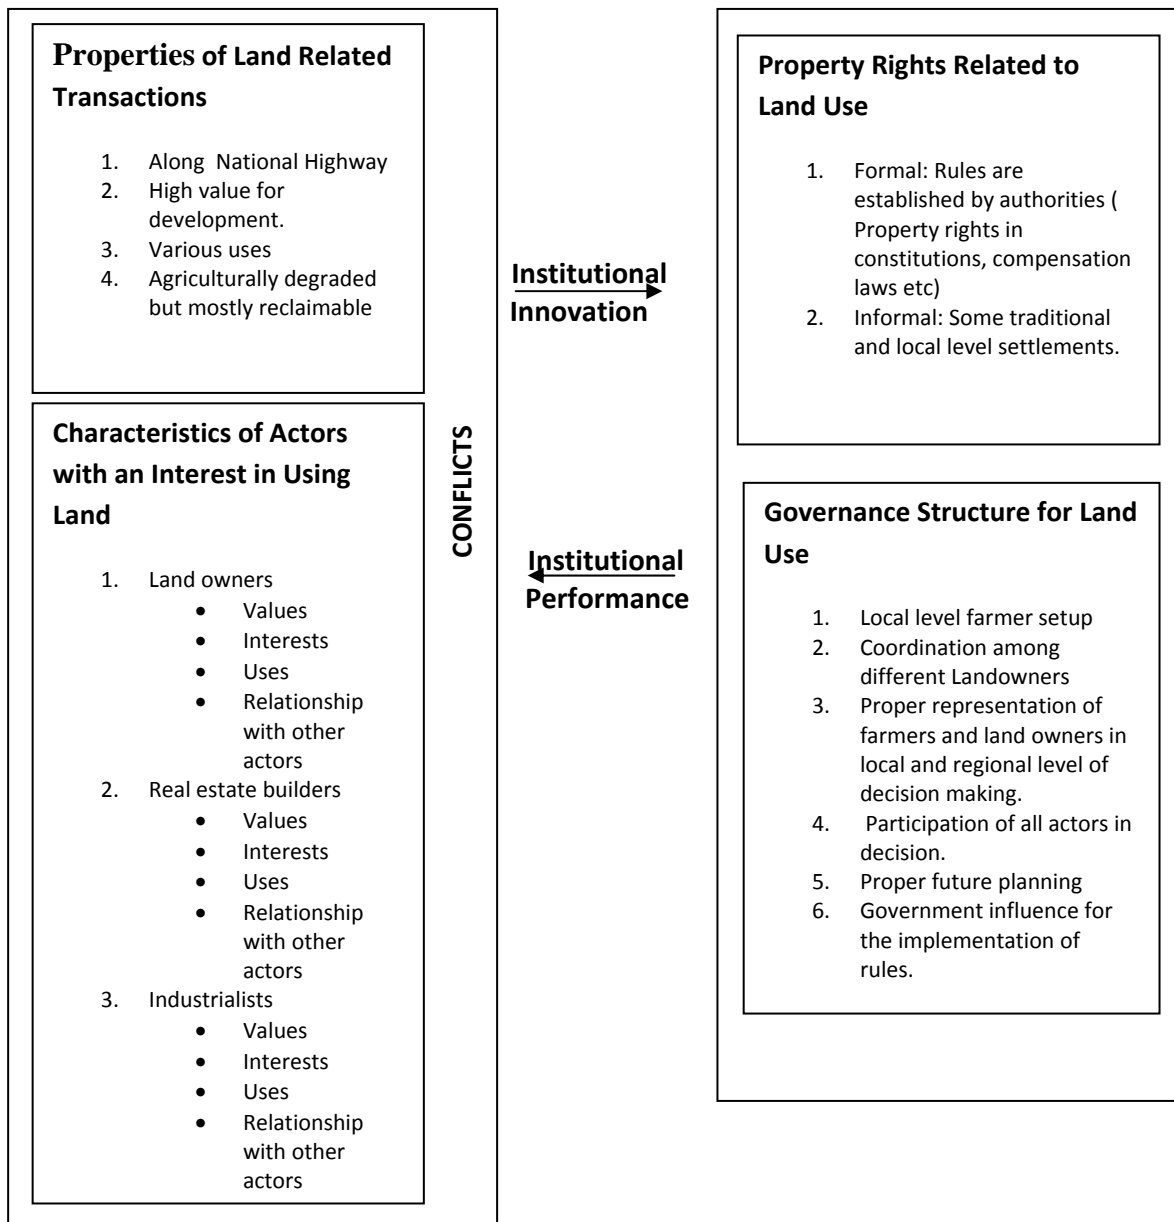 Properties of Land Related
Transactions
1. Along National Highway
2. High value for
development.
3. Various uses
4. Agriculturally degraded
but mostly reclaimable
Characteristics of Actors
with an Interest in Using
Land
1. Land owners
• Values
• Interests
• Uses
• Relationship
with other
actors
2. Real estate builders
• Values
• Interests
• Uses
• Relationship
with other
actors
3. Industrialists
• Values
• Interests
• Uses
• Relationship
with other
actors
CONFLICTS
Institutional
Innovation
Institutional
Performance
Property Rights Related to
Land Use
1. Formal: Rules are
established by authorities (
Property rights in
constitutions, compensation
laws etc)
2. Informal: Some traditional
and local level settlements.
Governance Structure for Land
Use
1. Local level farmer setup
2. Coordination among
different Landowners
3. Proper representation of
farmers and land owners in
local and regional level of
decision making.
4. Participation of all actors in
decision.
5. Proper future planning
6. Government influence for
the implementation of
rules.